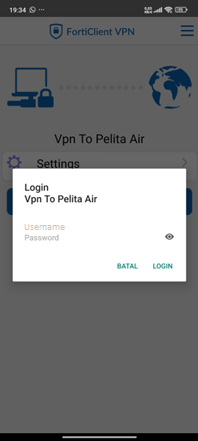 19:34
FortiClient VPN
Vpn To Pelita Air
Settings
Login
Vpn To Pelita Air
Username
Password
BATAL
LOGIN